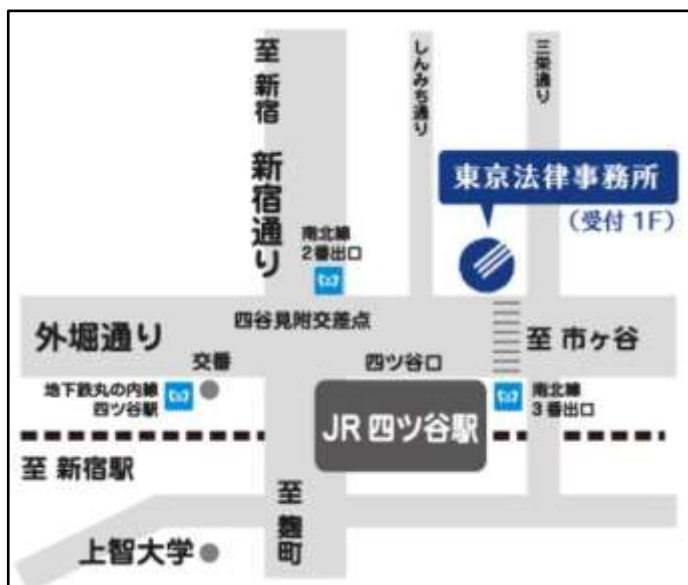 至 新宿
新宿通り
しんみち通り
三栄通り
東京法律事務所
（受付 1F）
南北線
2番出口
四谷見附交差点
外堀通り
至 市ヶ谷
交番
四ツ谷口
地下鉄丸の内線
四ツ谷駅
JR 四ツ谷駅
南北線
3番出口
至 新宿駅
至 麹町
上智大学